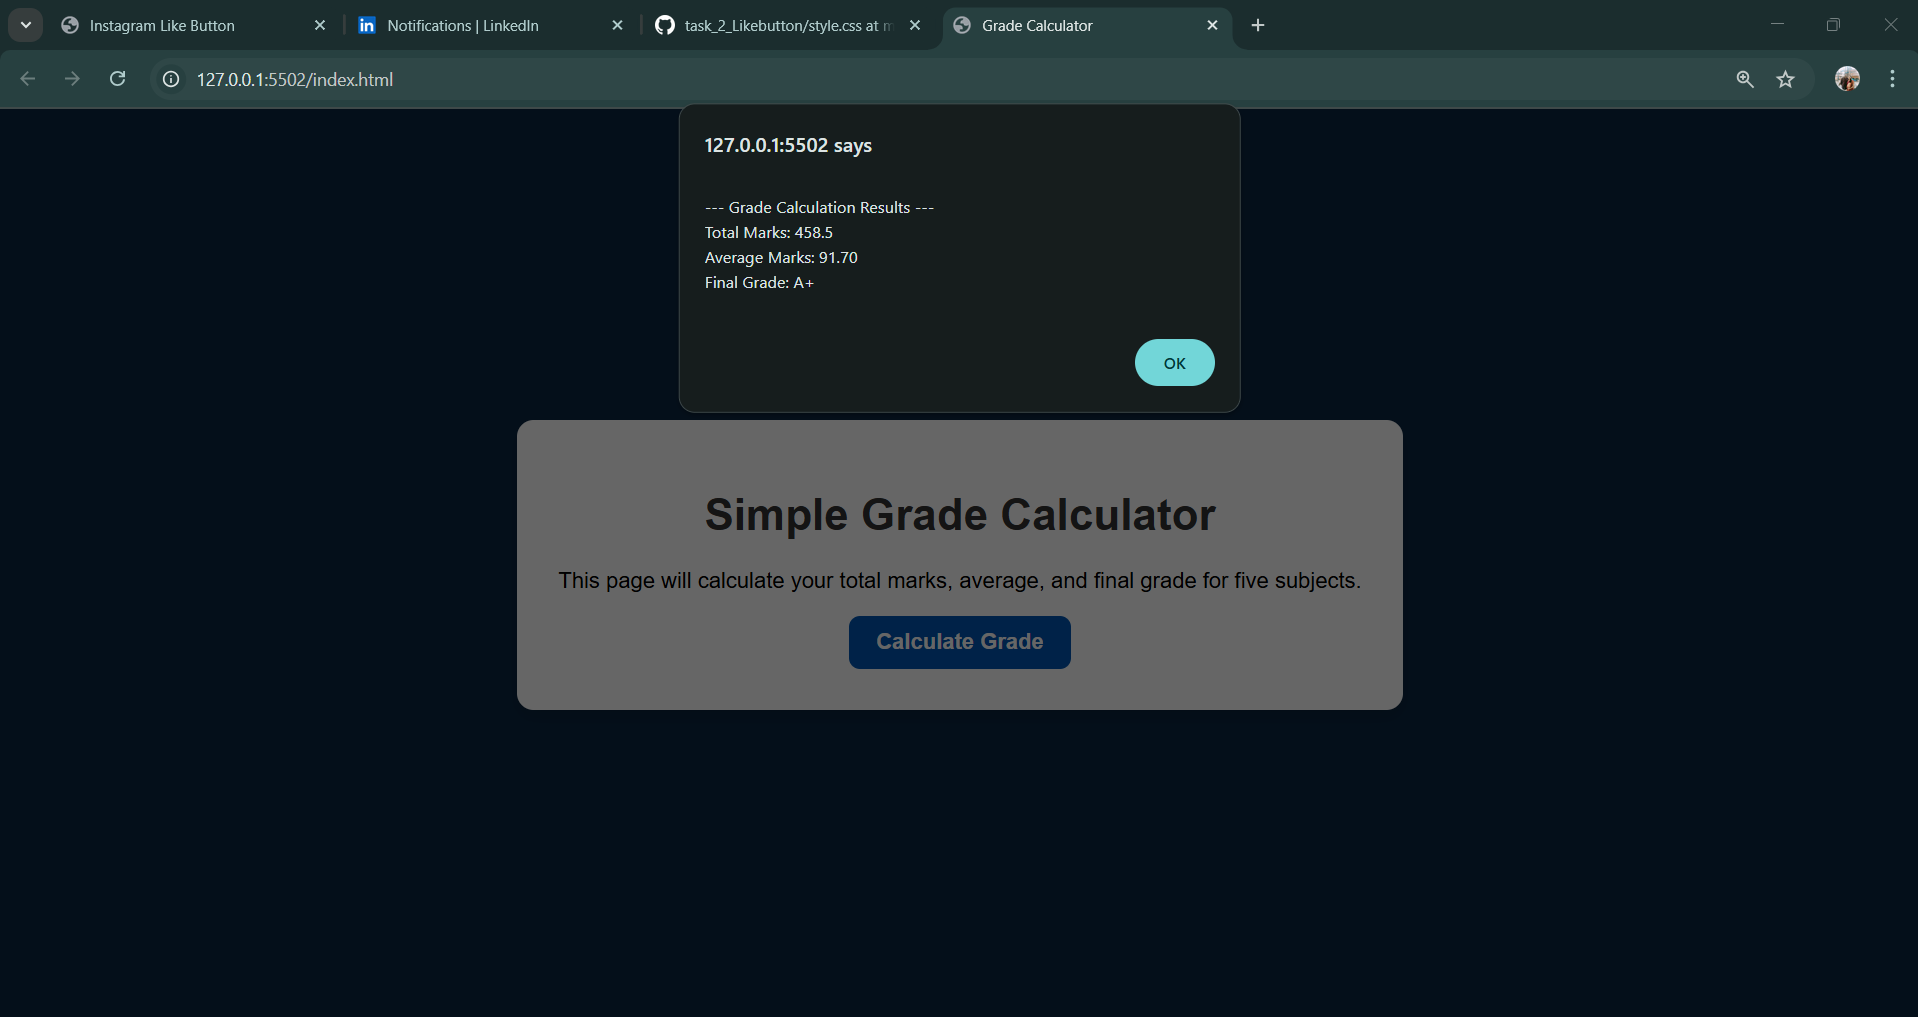 Instagram Like Button
Notifications | LinkedIn
task_2_Likebutton/style.css at m
Grade Calculator
127.0.0.1:5502/index.html
127.0.0.1:5502 says
--- Grade Calculation Results ---
Total Marks: 458.5
Average Marks: 91.70
Final Grade: A+
OK
Simple Grade Calculator
This page will calculate your total marks, average, and final grade for five subjects.
Calculate Grade